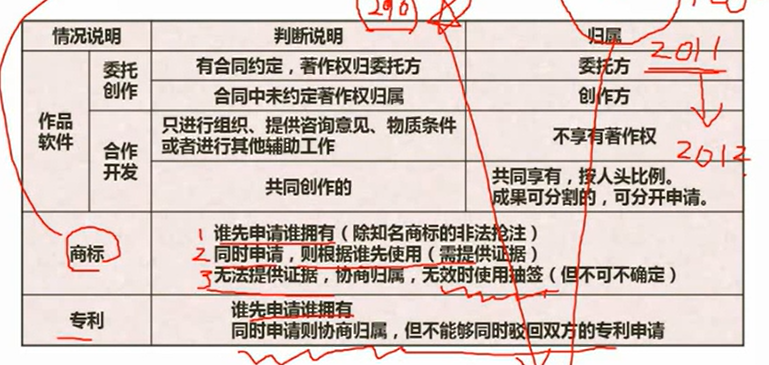 290
情况说明 判断说明 归属
作品软件 委托创作 有合同约定，著作权归委托方 委托方
合同中未约定著作权归属 创作方
合作开发 只进行组织、提供咨询意见、物质条件
或者进行其他辅助工作 不享有著作权
共同创作的 共同享有，按人头比例。
成果可分割的，可分开申请。
2011
2012
商标
1 谁先申请谁拥有（除知名商标的非法抢注）
2 同时申请，则根据谁先使用（需提供证据）
3 无法提供证据，协商归属，无效时使用抽签（但不可不确定）
专利
谁先申请谁拥有
同时申请则协商归属，但不能够同时驳回双方的专利申请